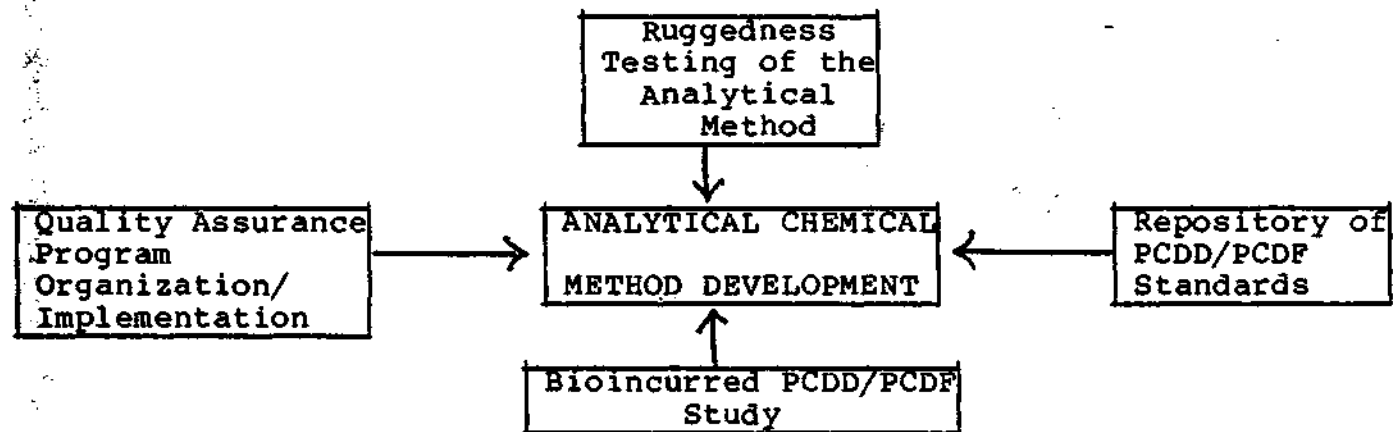 Ruggedness
Testing of the
Analytical
Method
Quality Assurance
Program
Organization/
Implementation
ANALYTICAL CHEMICAL
METHOD DEVELOPMENT
Repository of
PCDD/PCDF
Standards
Bioincurred PCDD/PCDF
Study